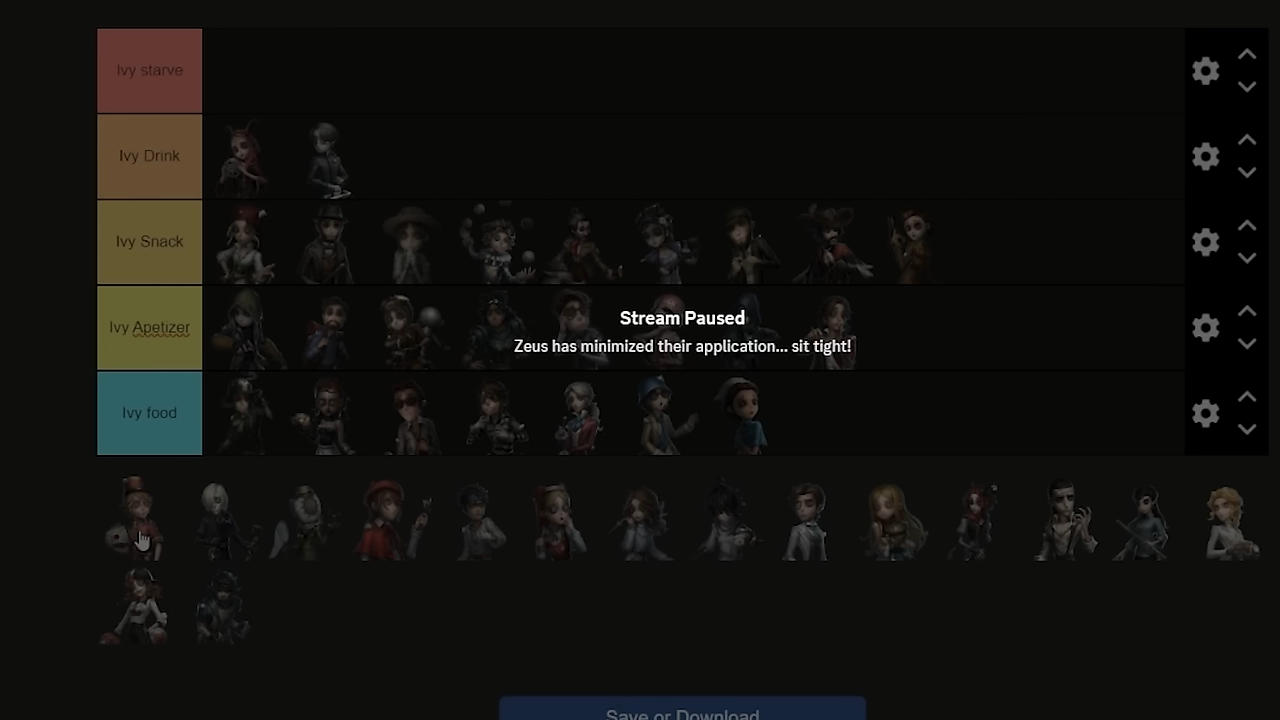 Ivy starve
Ivy Drink
Ivy Snack
Ivy Apetizer
Stream Paused
Zeus has minimized their application... sit tight!
Ivy food
Save or Download